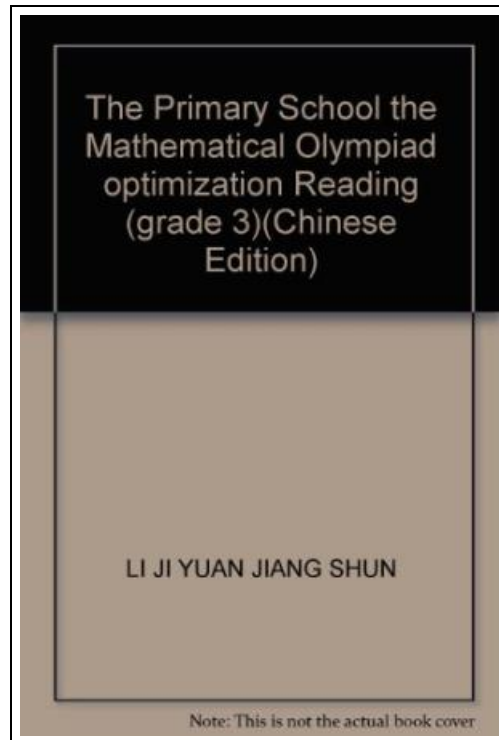 The Primary School the
Mathematical Olympiad
optimization Reading
(grade 3)(Chinese
Edition)
LI JI YUAN JIANG SHUN
Note: This is not the actual book cover